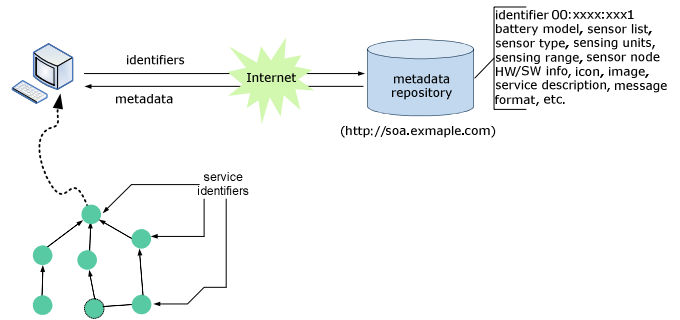 identifiers
metadata
Internet
metadata
repository
(http://soa.exmaple.com)
identifier 00:xxxx:xxx1
battery model, sensor list,
sensor type, sensing units,
sensing range, sensor node
HW/SW info, icon, image,
service description, message
format, etc.
service
identifiers